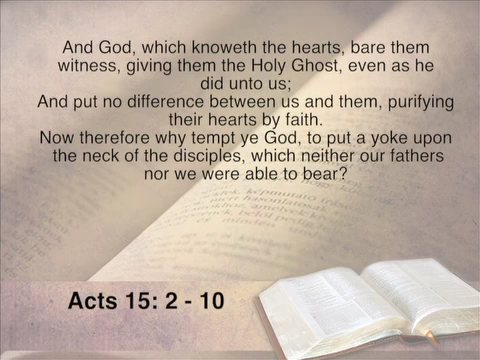 And God, which knoweth the hearts, bare them
witness, giving them the Holy Ghost, even as he
did unto us;
And put no difference between us and them, purifying
their hearts by faith.
Now therefore why tempt ye God, to put a yoke upon
the neck of the disciples, which neither our fathers
nor we were able to bear?
Acts 15: 2 - 10